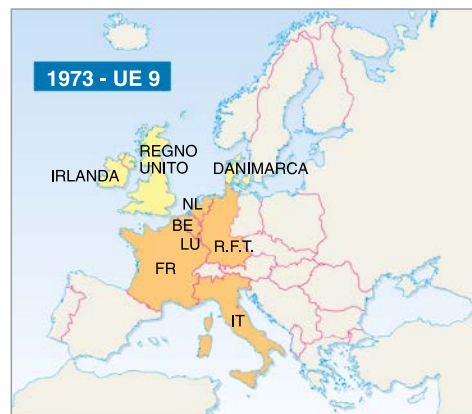 1973 - UE 9
REGNO
UNITO
IRLANDA
DANIMARCA
NL
BE
LU
R.F.T.
FR
IT